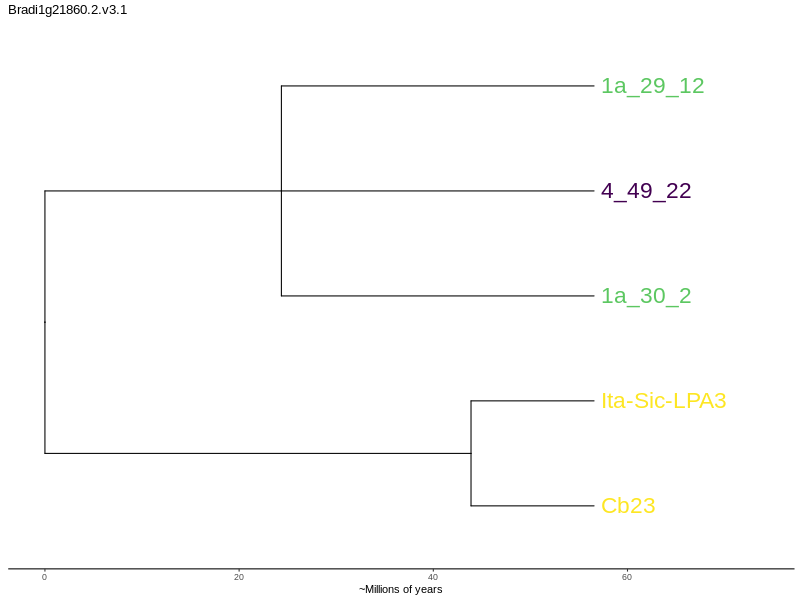 Bradi1g21860.2.v3.1
1a_29_12
4_49_22
1a_30_2
Ita-Sic-LPA3
Cb23
0 20 40 60
~Millions of years